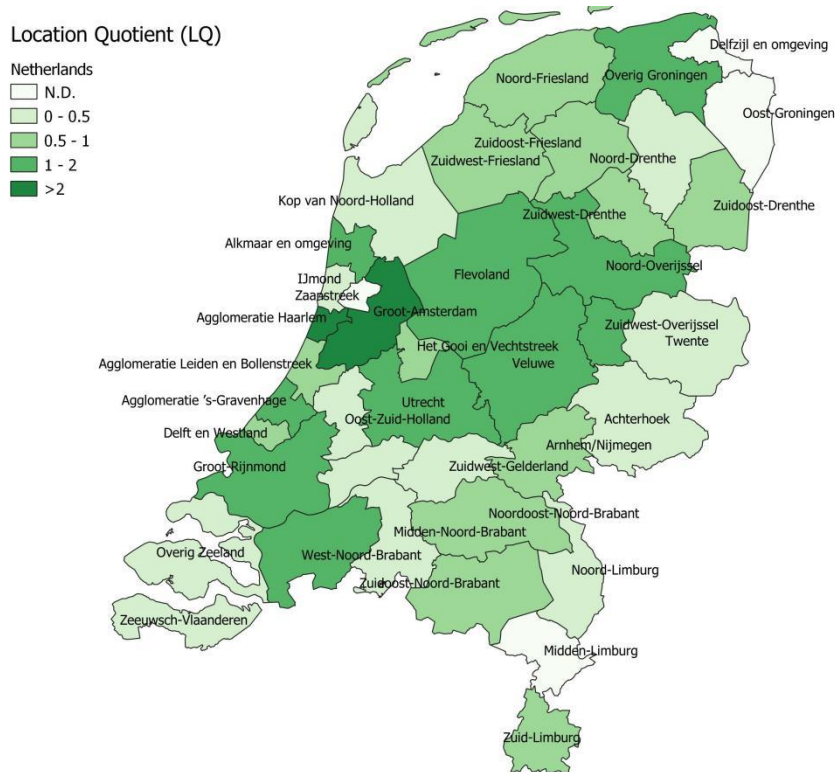 Location Quotient (LQ)
Netherlands
N.D.
0 - 0.5
0.5 - 1
1 - 2
>2
Delfzijl en omgeving
Noord-Friesland
Overig Groningen
Oost-Groningen
Zuidoost-Friesland
Zuidwest-Friesland
Noord-Drenthe
Kop van Noord-Holland
Zuidwest-Drenthe
Zuidoost-Drenthe
Alkmaar en omgeving
Noord-Overijssel
IJmond
Flevoland
Zaanstreek
Agglomeratie Haarlem
Groot-Amsterdam
Zuidwest-Overijssel
Het Gooi en Vechtstreek
Twente
Agglomeratie Leiden en Bollenstreek
Veluwe
Agglomeratie 's-Gravenhage
Utrecht
Oost-Zuid-Holland
Achterhoek
Delft en Westland
Arnhem/Nijmegen
Groot-Rijnmond
Zuidwest-Gelderland
Noordoost-Noord-Brabant
Midden-Noord-Brabant
Overig Zeeland
West-Noord-Brabant
Noord-Limburg
Zuidoost-Noord-Brabant
Zeeuwsch-Vlaanderen
Midden-Limburg
Zuid-Limburg